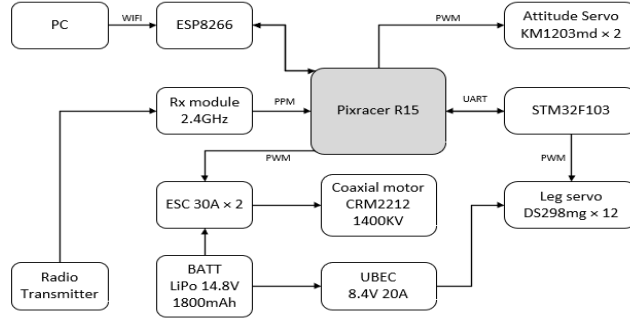 PC
WIFI
ESP8266
PWM
Attitude Servo
KM1203md × 2
Rx module
2.4GHz
PPM
Pixracer R15
UART
STM32F103
PWM
PWM
ESC 30A × 2
Coaxial motor
CRM2212
1400KV
Leg servo
DS298mg × 12
Radio
Transmitter
BATT
LiPo 14.8V
1800mAh
UBEC
8.4V 20A